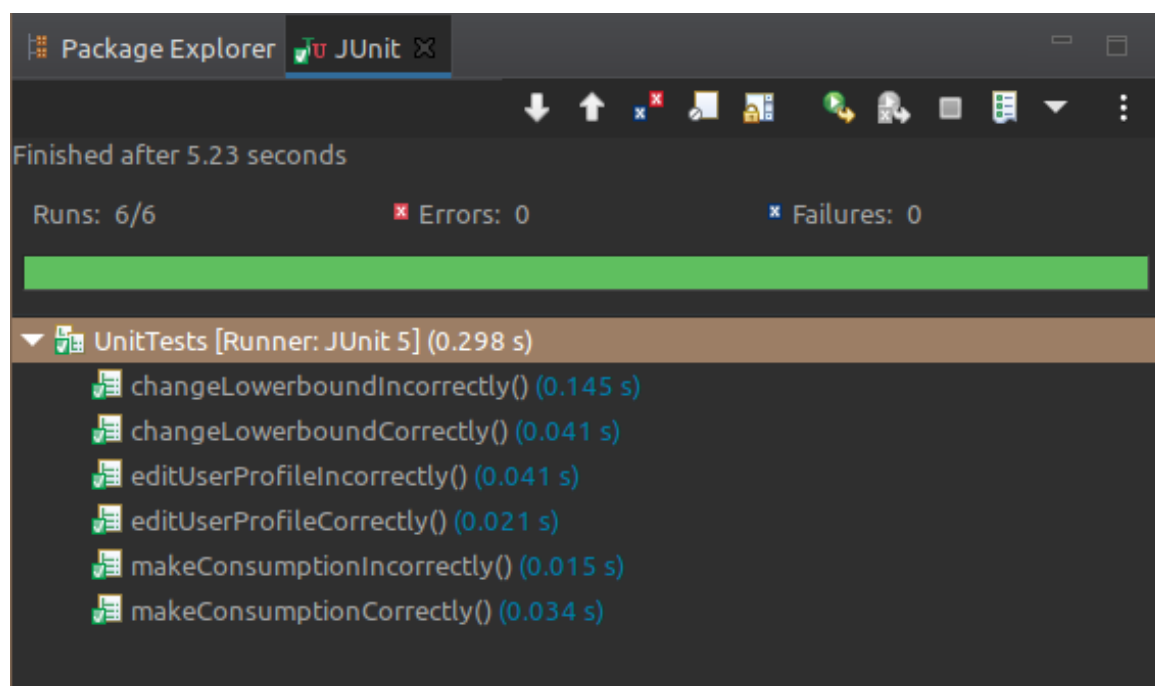 Package Explorer JUnit
Finished after 5.23 seconds
Runs: 6/6 Errors: 0 Failures: 0
UnitTests [Runner: JUnit 5] (0.298 s)
changeLowerboundIncorrectly() (0.145 s)
changeLowerboundCorrectly() (0.041 s)
editUserProfileIncorrectly() (0.041 s)
editUserProfileCorrectly() (0.021 s)
makeConsumptionIncorrectly() (0.015 s)
makeConsumptionCorrectly() (0.034 s)